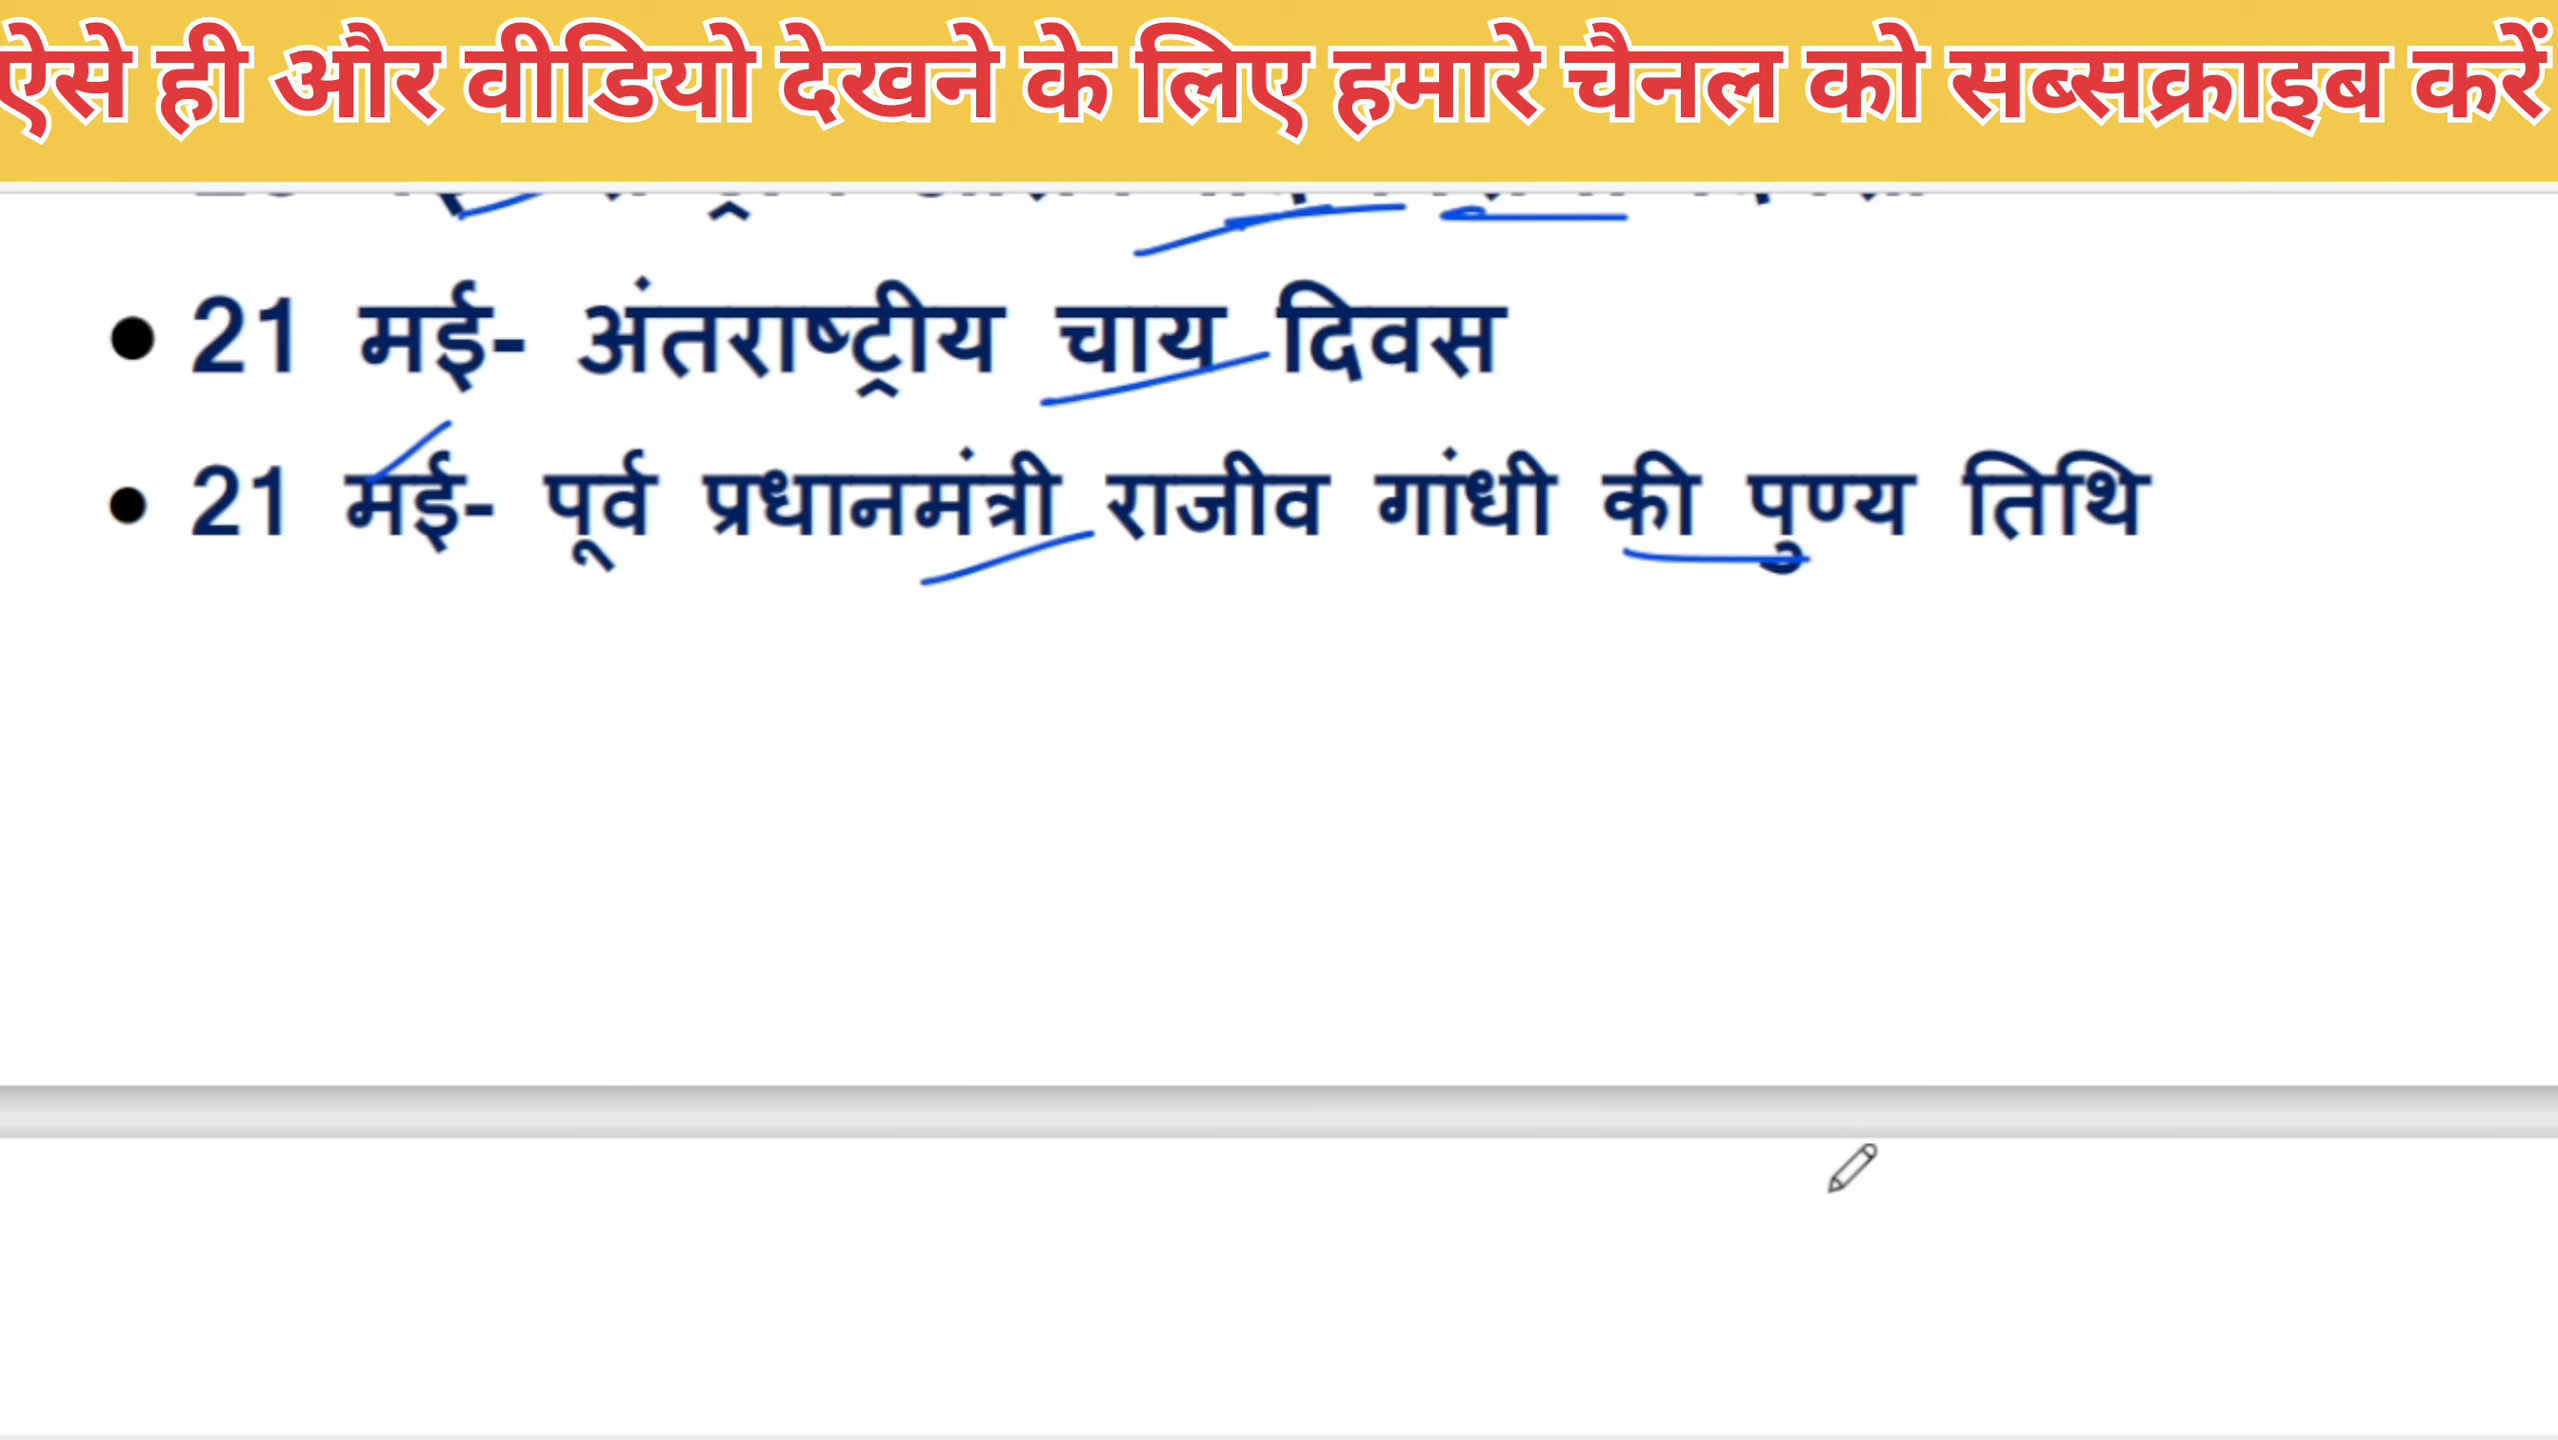 ऐसे ही और वीडियो देखने के लिए हमारे चैनल को सब्सक्राइब करें
● 21 मई- अंतराष्ट्रीय चाय दिवस
● 21 मई- पूर्व प्रधानमंत्री राजीव गांधी की पुण्य तिथि